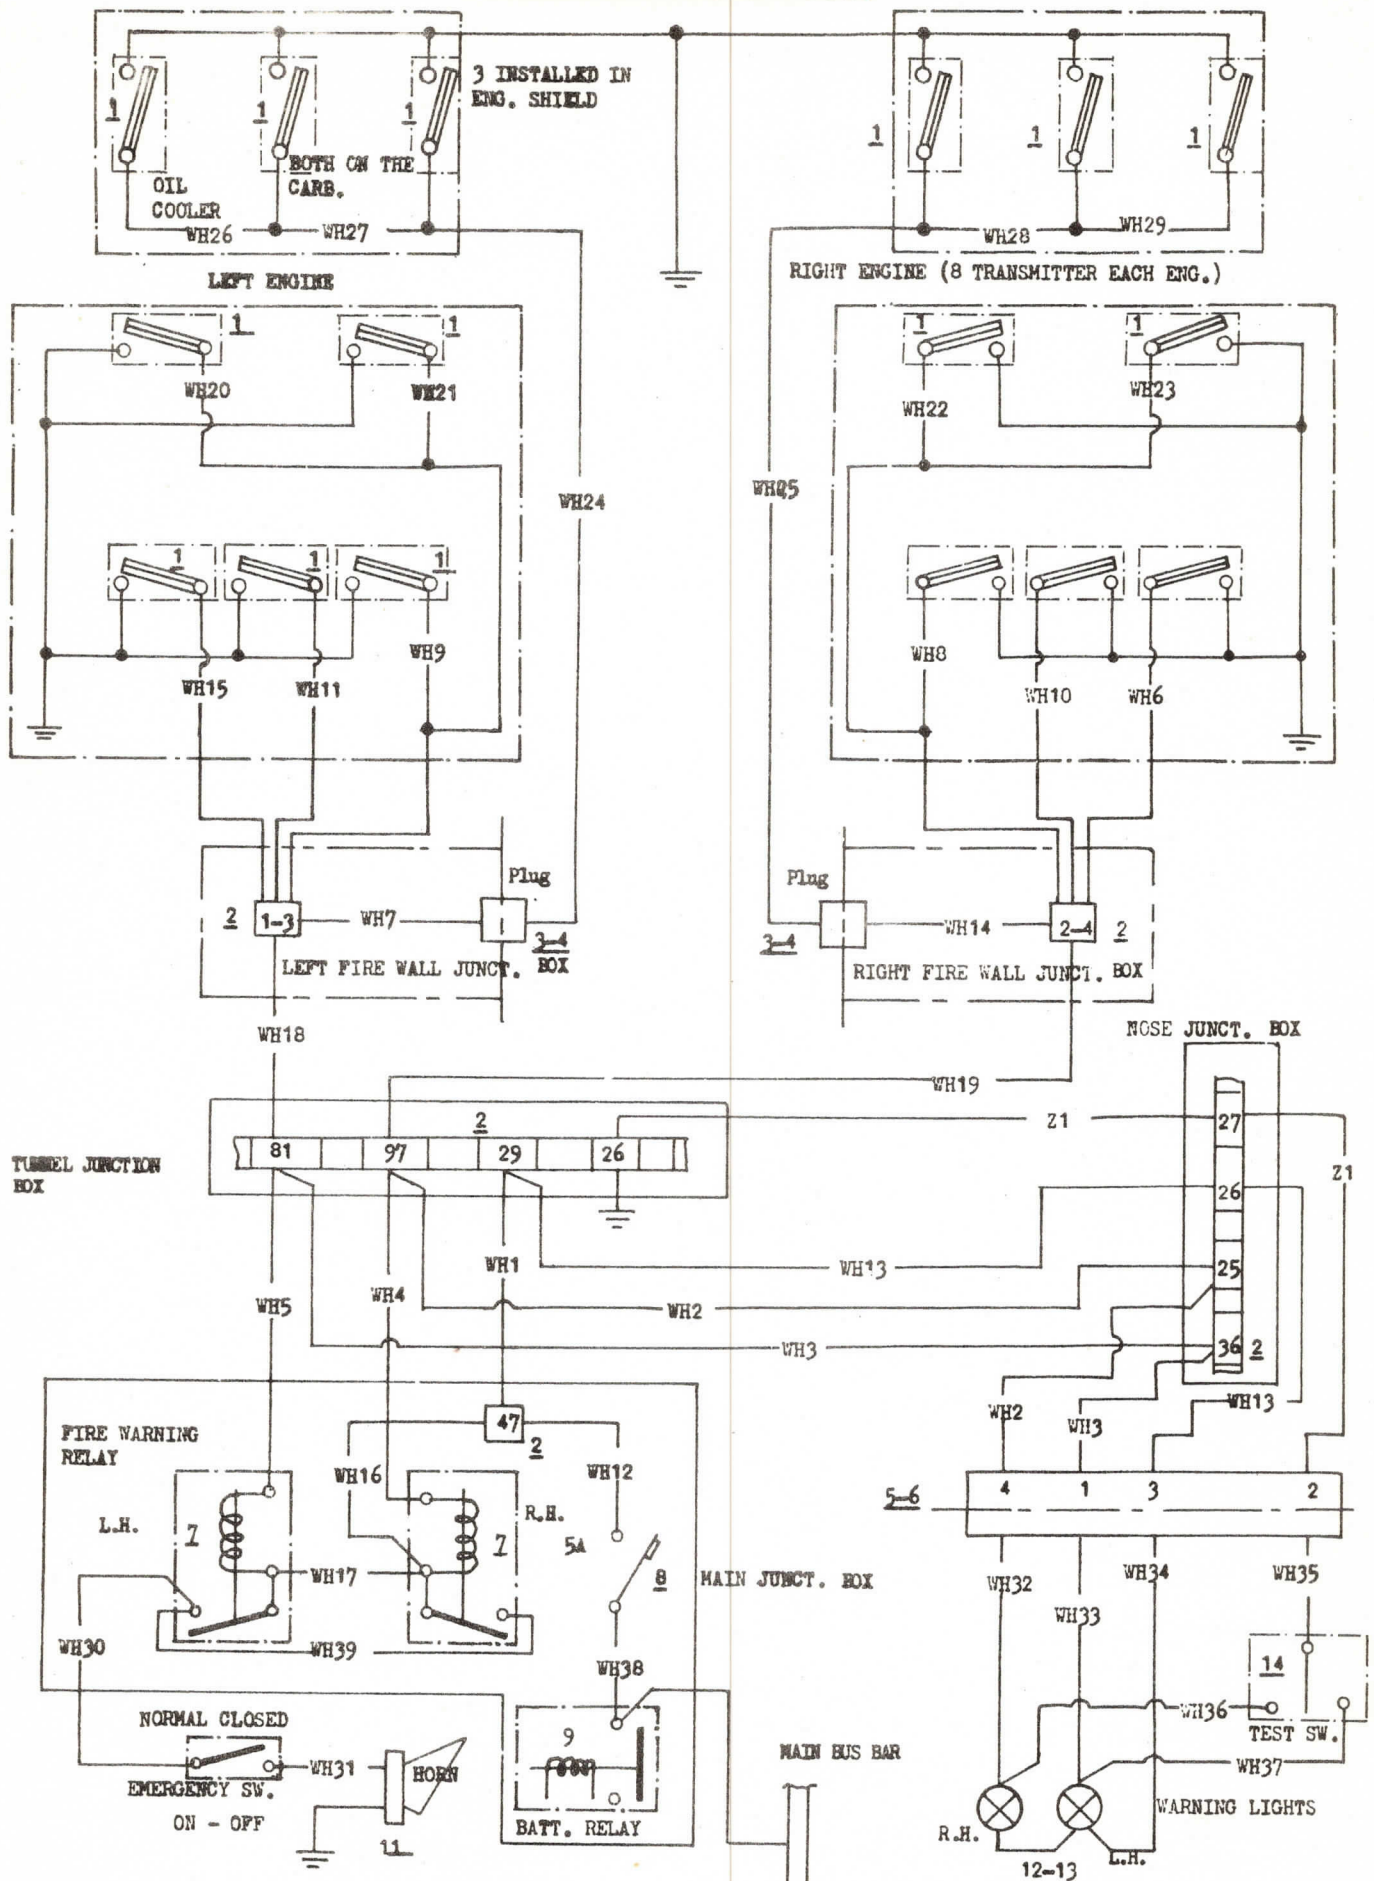 3 INSTALLED IN
ENG. SHIELD
1
1
1
1
1
1
BOTH ON THE
CARB.
OIL
COOLER
WH26
WH27
WH28
WH29
LEFT ENGINE
RIGHT ENGINE (8 TRANSMITTER EACH ENG.)
1
1
1
1
WH20
WH21
WH22
WH23
WH24
WH25
1
1
1
WH9
WH8
WH15
WH11
WH10
WH6
Plug
Plug
2
1-3
WH7
3-4
3-4
WH14
2-4
2
LEFT FIRE WALL JUNCT. BOX
RIGHT FIRE WALL JUNCT. BOX
WH18
NOSE JUNCT. BOX
WH19
2
Z1
27
81
97
29
26
TUNNEL JUNCTION
BOX
Z1
26
WH1
WH13
25
WH5
WH4
WH2
WH3
36
2
WH2
WH3
WH13
FIRE WARNING
RELAY
47
2
WH16
WH12
5-6
4
1
3
2
L.H.
7
7
R.H.
5A
8
MAIN JUNCT. BOX
WH17
WH32
WH33
WH34
WH35
WH30
WH39
WH38
14
NORMAL CLOSED
9
WH36
TEST SW.
MAIN BUS BAR
WH31
HORN
WH37
EMERGENCY SW.
ON - OFF
BATT. RELAY
11
R.H.
WARNING LIGHTS
L.H.
12-13